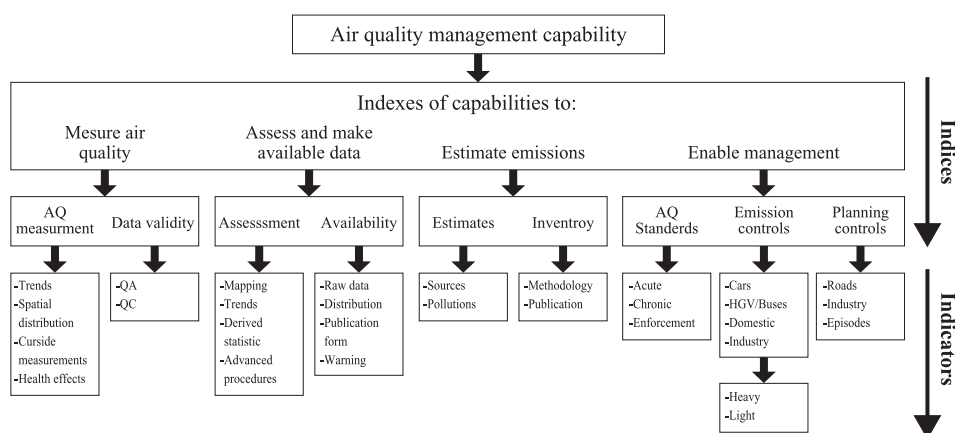 Air quality management capability
Indexes of capabilities to:
Mesure air
quality
Assess and make
available data
Estimate emissions
Enable management
AQ
measurment
Data validity
Assesssment
Availability
Estimates
Inventroy
AQ
Standerds
Emission
controls
Planning
controls
-Trends
-Spatial
distribution
-Curside
measurements
-Health effects
-QA
-QC
-Mapping
-Trends
-Derived
statistic
-Advanced
procedures
-Raw data
-Distribution
-Publication
form
-Warning
-Sources
-Pollutions
-Methodology
-Publication
-Acute
-Chronic
-Enforcement
-Cars
-HGV/Buses
-Domestic
-Industry
-Roads
-Industry
-Episodes
-Heavy
-Light
Indices
Indicators